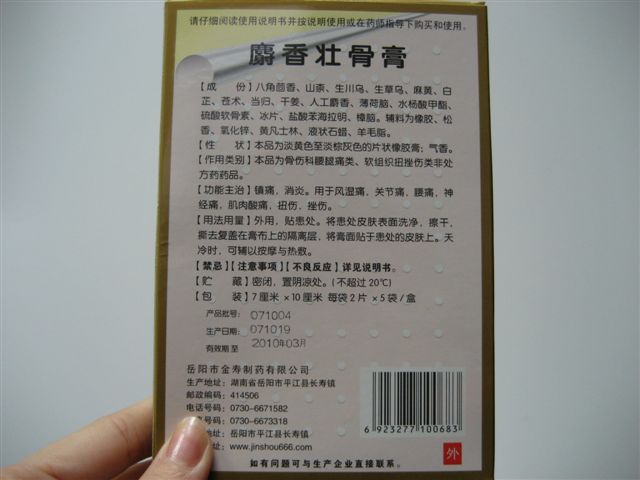 请仔细阅读使用说明书并按说明使用或在药师指导下购买和使用。
麝香壮骨膏
【成 份】八角茴香、山柰、生川乌、生草乌、麻黄、白
芷、苍术、当归、干姜、人工麝香、薄荷脑、水杨酸甲酯、
硫酸软骨素、冰片、盐酸苯海拉明、樟脑。辅料为橡胶、松
香、氧化锌、黄凡士林、液状石蜡、羊毛脂。
【性 状】本品为淡黄色至淡棕灰色的片状橡胶膏；气香。
【作用类别】本品为骨伤科腰腿痛类、软组织扭挫伤类非处
方药药品。
【功能主治】镇痛，消炎。用于风湿痛，关节痛，腰痛，神
经痛，肌肉酸痛，扭伤，挫伤。
【用法用量】外用，贴患处。将患处皮肤表面洗净，擦干，
撕去复盖在膏布上的隔离层，将膏面贴于患处的皮肤上。天
冷时，可辅以按摩与热敷。
【禁忌】【注意事项】【不良反应】详见说明书。
【贮 藏】密闭，置阴凉处。(不超过 20℃)
【包 装】7厘米×10厘米 每袋2片×5袋/盒
产品批号： 071004
生产日期： 071019
有效期至 2010年03月
岳阳市金寿制药有限公司
生产地址：湖南省岳阳市平江县长寿镇
邮政编码：414506
电话号码：0730-6671582
号码：0730-6673318
地址：岳阳市平江县长寿镇
www.jinshou666.com
如有问题可与生产企业直接联系。
6 923277 100683
外